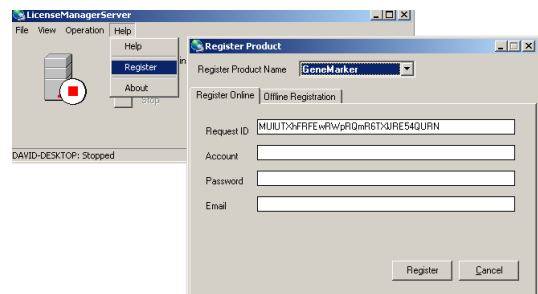 LicenseManagerServer
File View Operation Help
Help
Register
About
Stop
DAVID-DESKTOP: Stopped
Register Product
Register Product Name GeneMarker
Register Online Offline Registration
Request ID
Account
Password
Email
Register Cancel